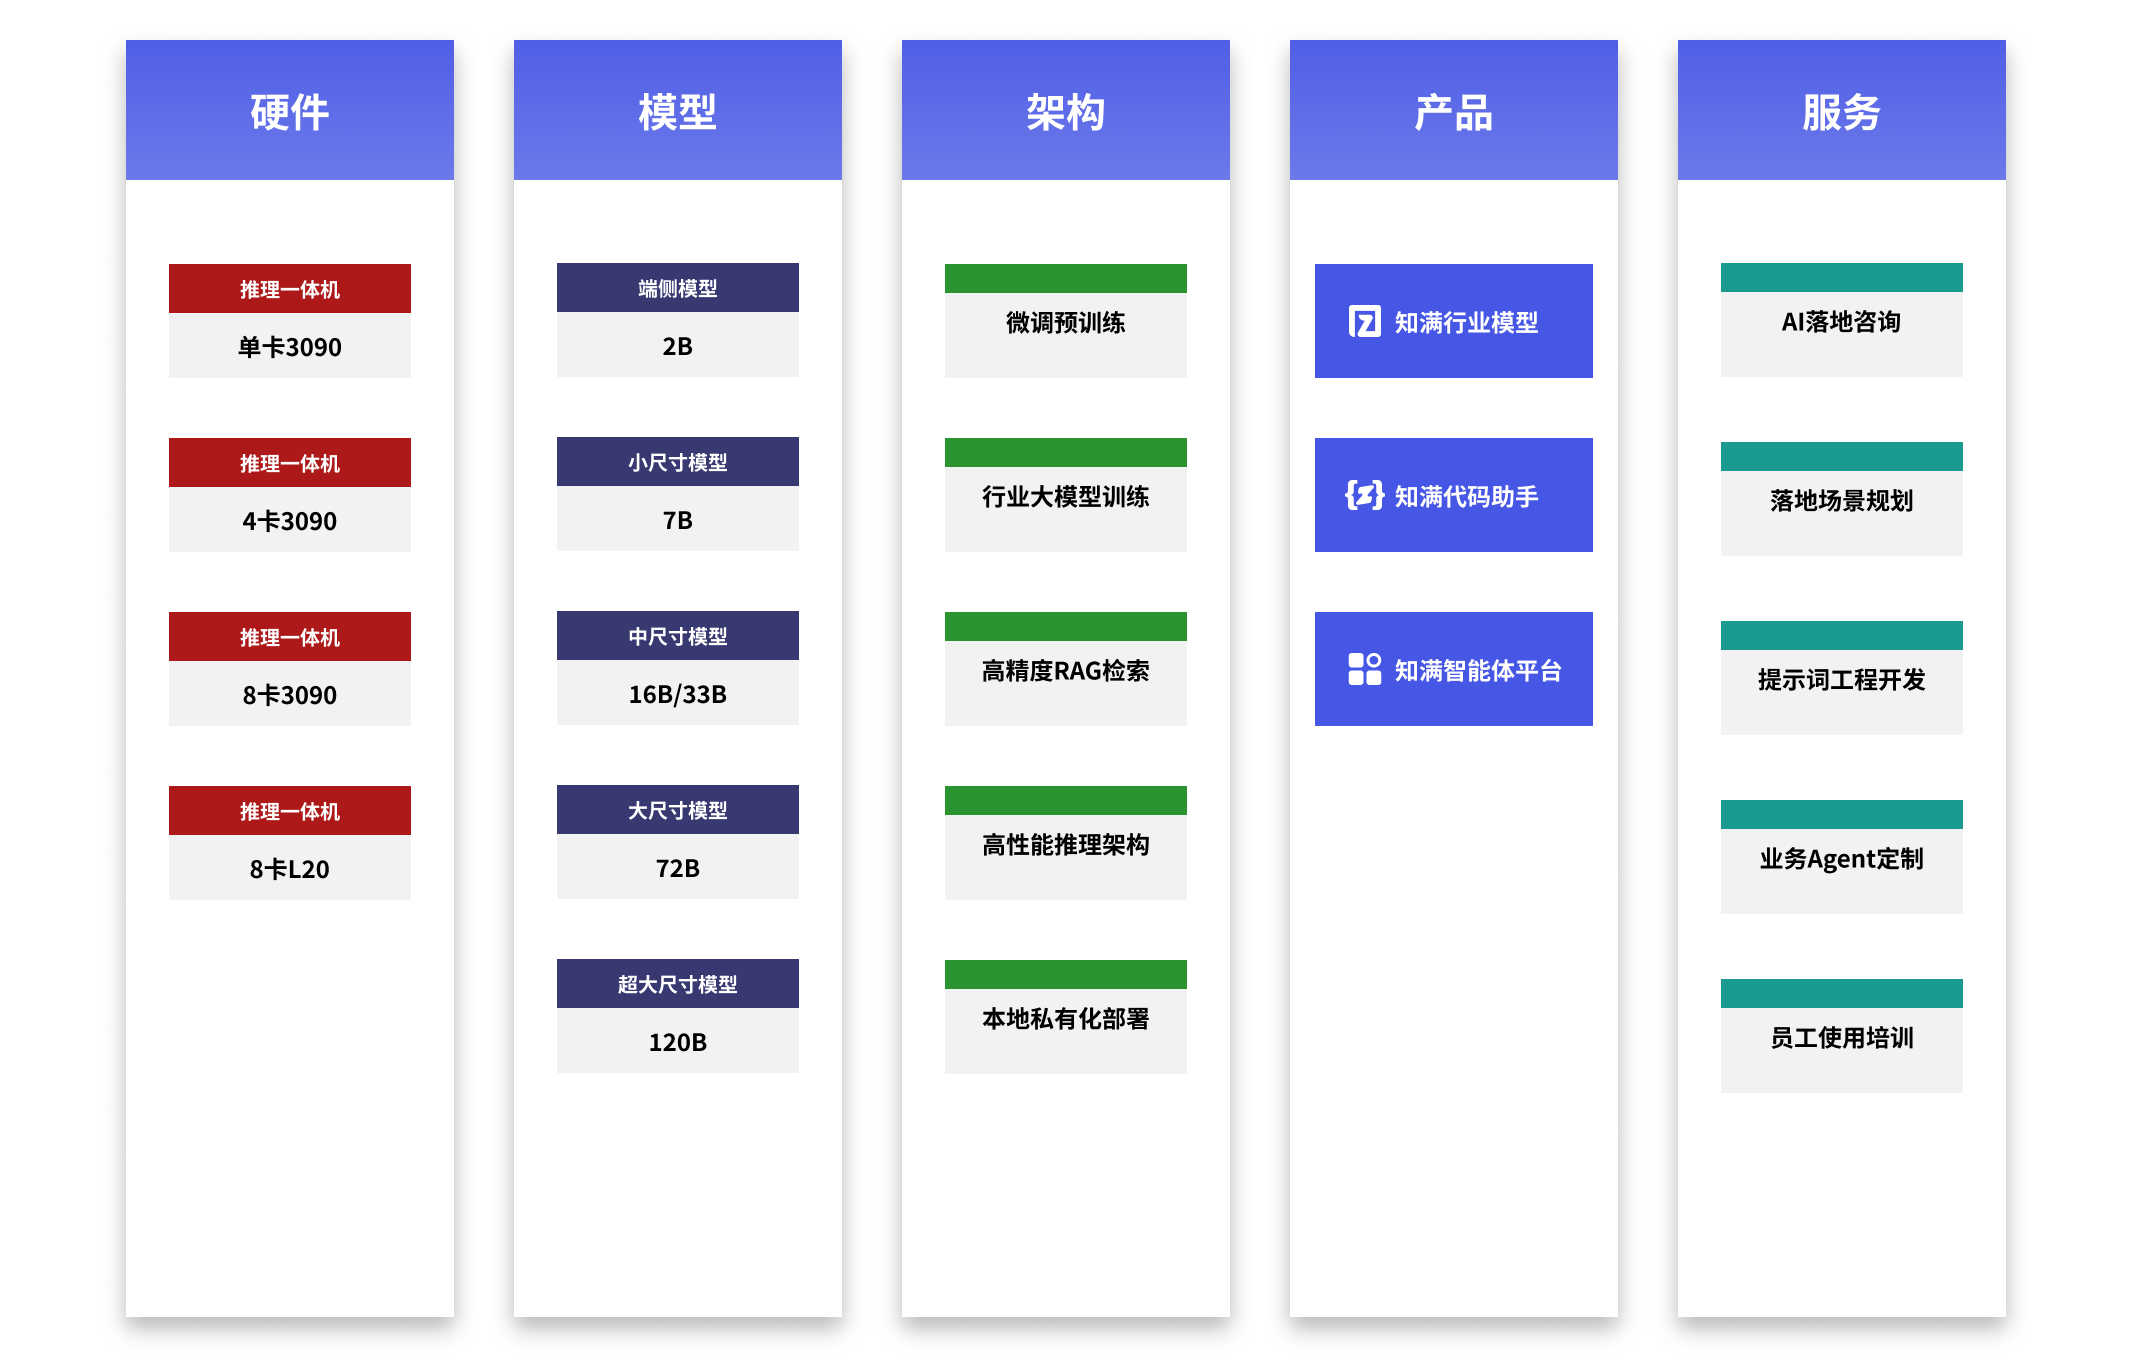 硬件
推理一体机
单卡3090
推理一体机
4卡3090
推理一体机
8卡3090
推理一体机
8卡L20
模型
端侧模型
2B
小尺寸模型
7B
中尺寸模型
16B/33B
大尺寸模型
72B
超大尺寸模型
120B
架构
微调预训练
行业大模型训练
高精度RAG检索
高性能推理架构
本地私有化部署
产品
知满行业模型
知满代码助手
知满智能体平台
服务
AI落地咨询
落地场景规划
提示词工程开发
业务Agent定制
员工使用培训